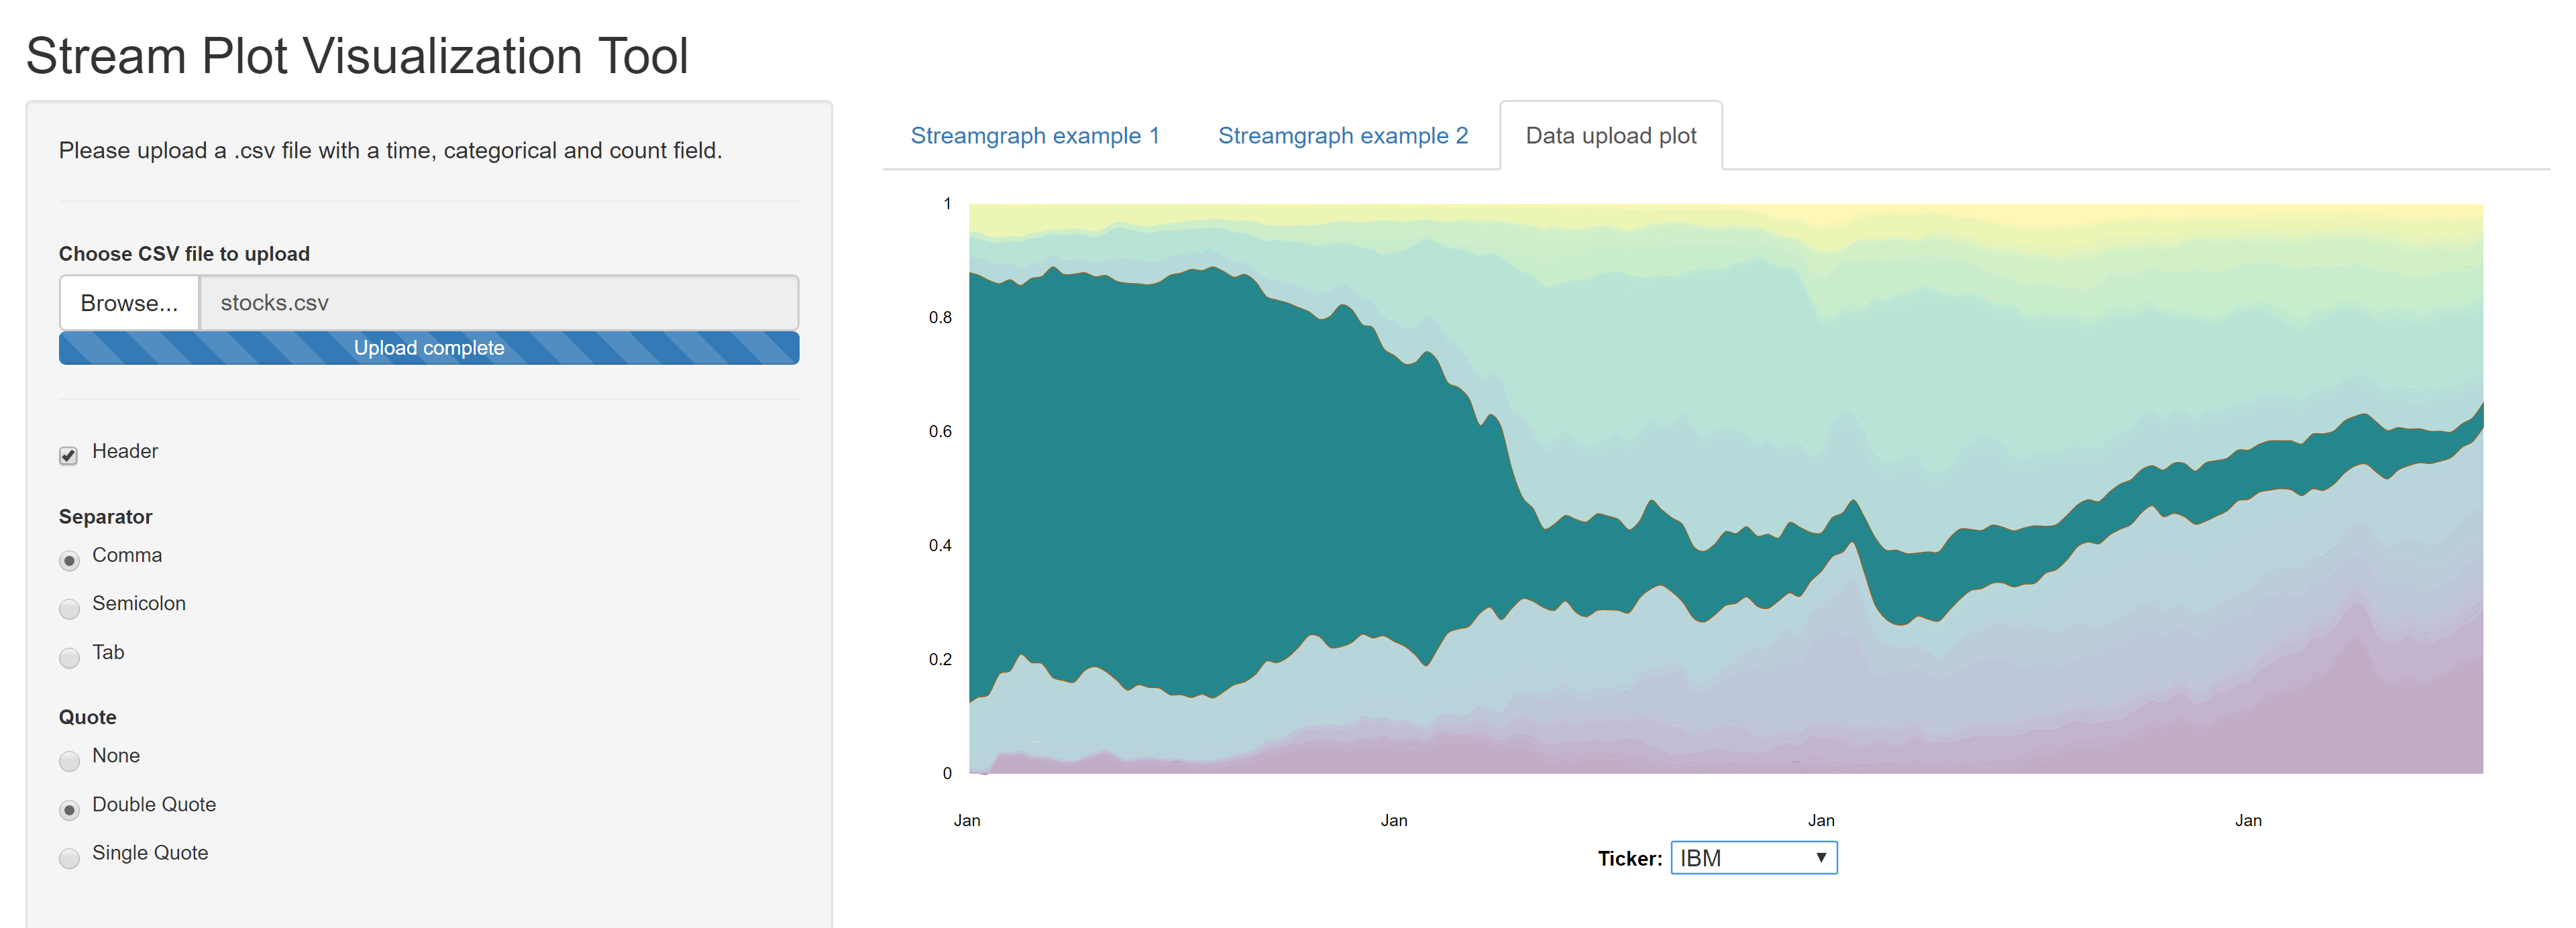 Stream Plot Visualization Tool
Please upload a .csv file with a time, categorical and count field.
Choose CSV file to upload
Browse... stocks.csv
Upload complete
Header
Separator
Comma
Semicolon
Tab
Quote
None
Double Quote
Single Quote
Streamgraph example 1 Streamgraph example 2 Data upload plot
1
0.8
0.6
0.4
0.2
0
Jan Jan Jan Jan
Ticker: IBM